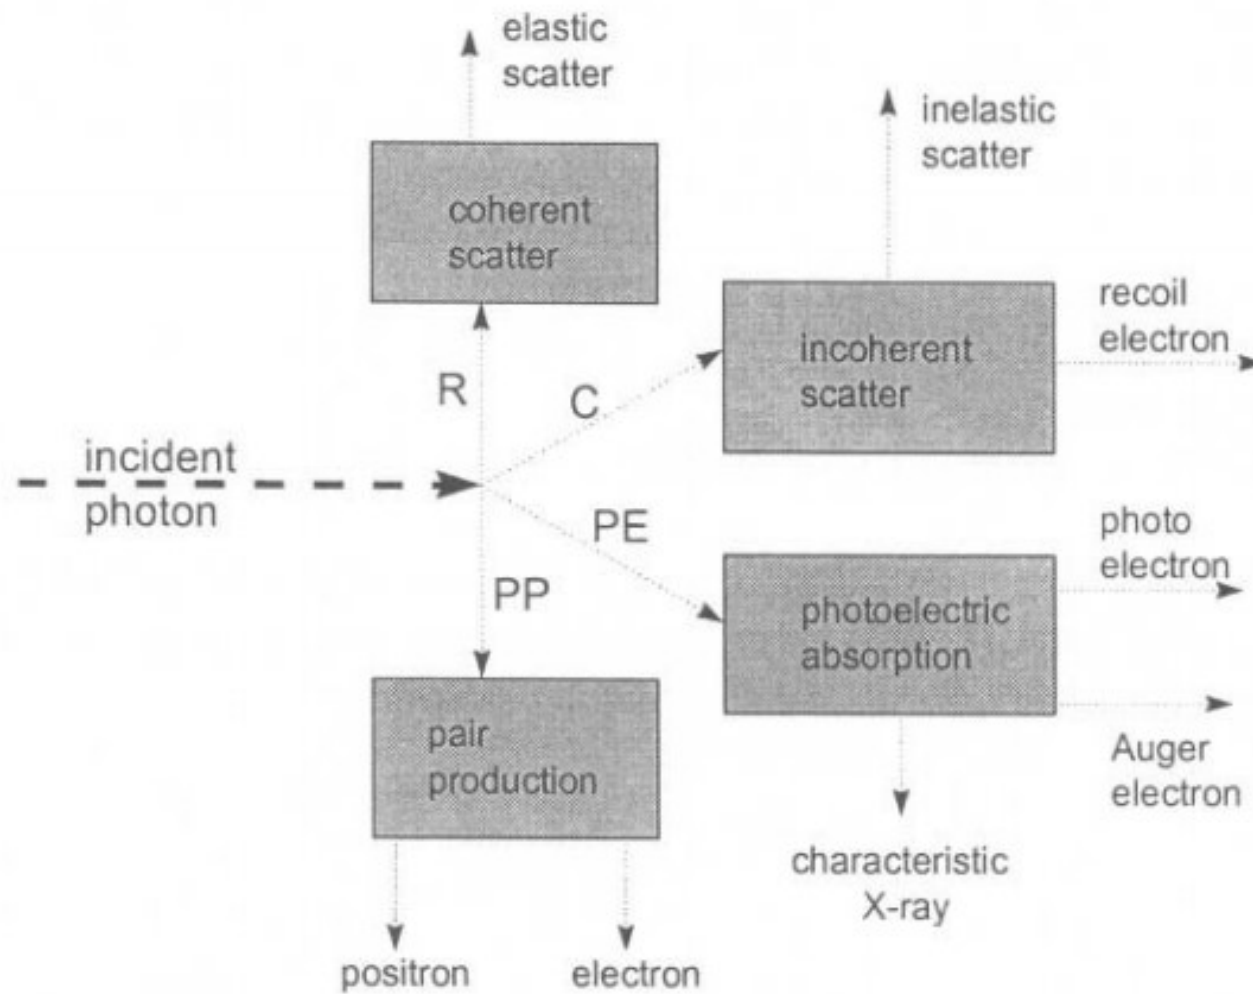 elastic
scatter
inelastic
scatter
coherent
scatter
recoil
electron
incoherent
scatter
R
C
incident
photon
PE
photo
electron
PP
photoelectric
absorption
pair
production
Auger
electron
characteristic
X-ray
positron
electron